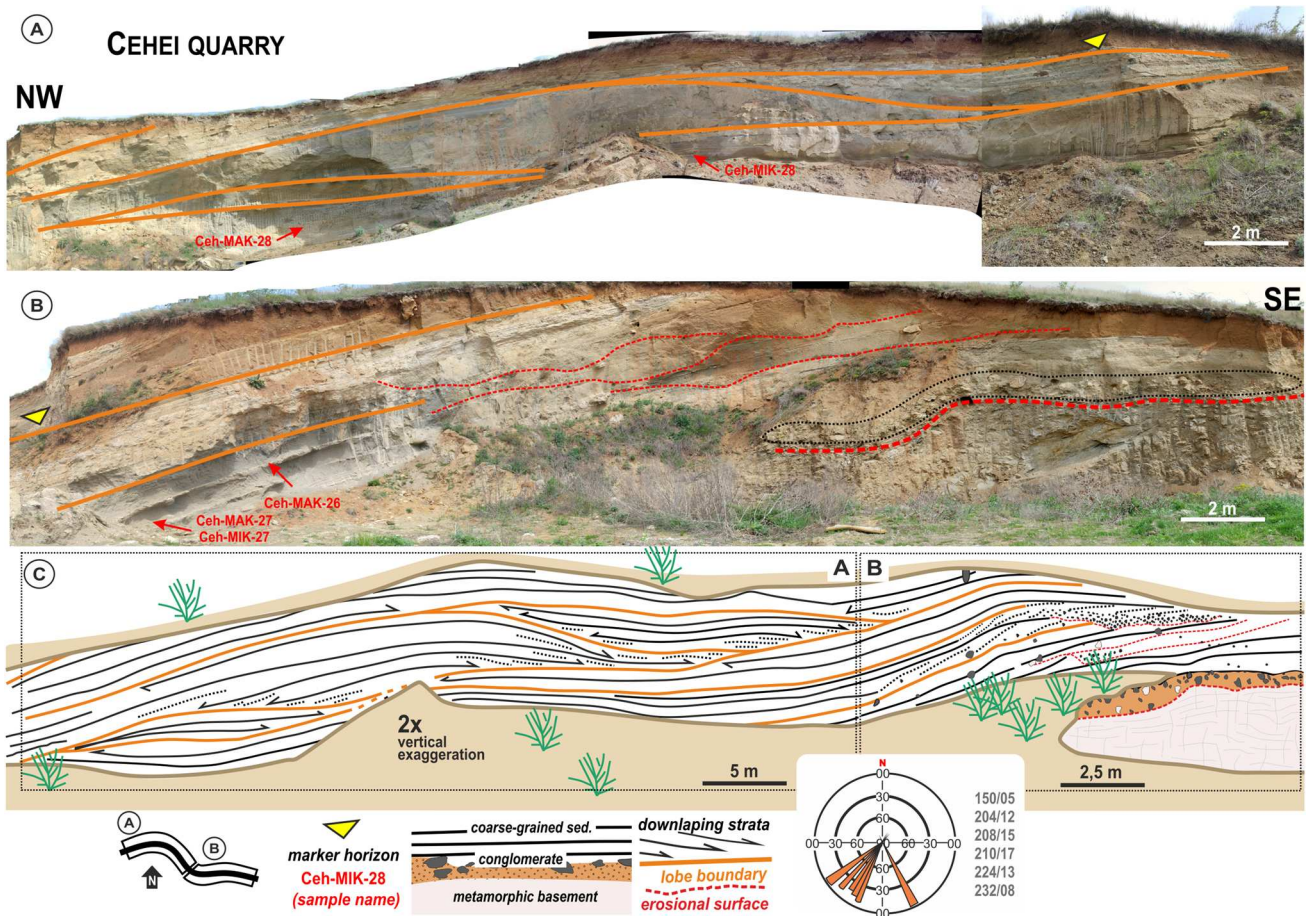 A
CEHEI QUARRY
NW
Ceh-MIK-28
Ceh-MAK-28
2 m
B
SE
Ceh-MAK-26
Ceh-MAK-27
Ceh-MIK-27
2 m
C
A
B
2x
vertical
exaggeration
5 m
2,5 m
A
B
N
marker horizon
Ceh-MIK-28
(sample name)
coarse-grained sed.
conglomerate
metamorphic basement
downlaping strata
lobe boundary
erosional surface
N
00
30
60
00 30 60 90 60 30 00
60
30
00
150/05
204/12
208/15
210/17
224/13
232/08